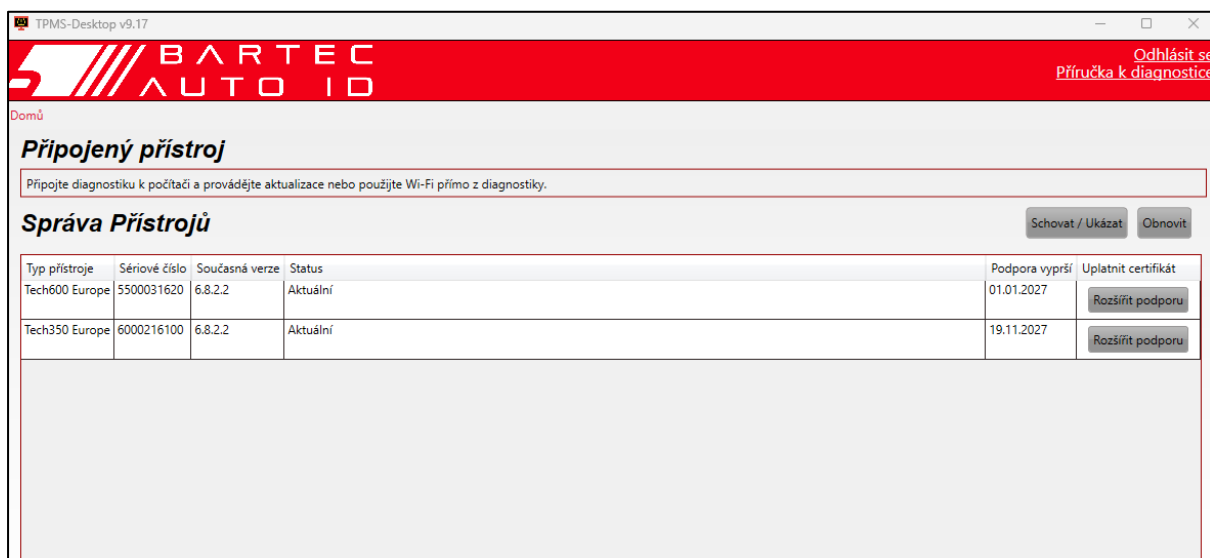 TPMS-Desktop v9.17
BARTEC
AUTO ID
Odhlásit se
Příručka k diagnostice
Domů
Připojený přístroj
Připojte diagnostiku k počítači a provádějte aktualizace nebo použijte Wi-Fi přímo z diagnostiky.
Správa Přístrojů
Schovat / Ukázat Obnovit
Typ přístroje Sériové číslo Současná verze Status Podpora vyprší Uplatnit certifikát
Tech600 Europe 5500031620 6.8.2.2 Aktuální 01.01.2027 Rozšířit podporu
Tech350 Europe 6000216100 6.8.2.2 Aktuální 19.11.2027 Rozšířit podporu